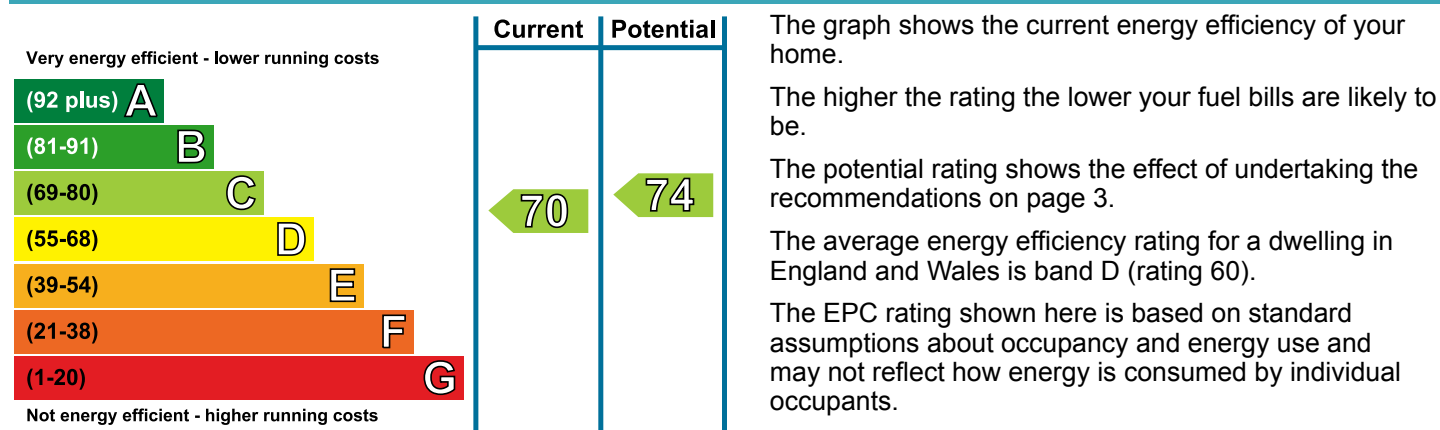 Current Potential
Very energy efficient - lower running costs
(92 plus) A
(81-91) B
(69-80) C
(55-68) D
(39-54) E
(21-38) F
(1-20) G
Not energy efficient - higher running costs
70
74
The graph shows the current energy efficiency of your
home.
The higher the rating the lower your fuel bills are likely to
be.
The potential rating shows the effect of undertaking the
recommendations on page 3.
The average energy efficiency rating for a dwelling in
England and Wales is band D (rating 60).
The EPC rating shown here is based on standard
assumptions about occupancy and energy use and
may not reflect how energy is consumed by individual
occupants.